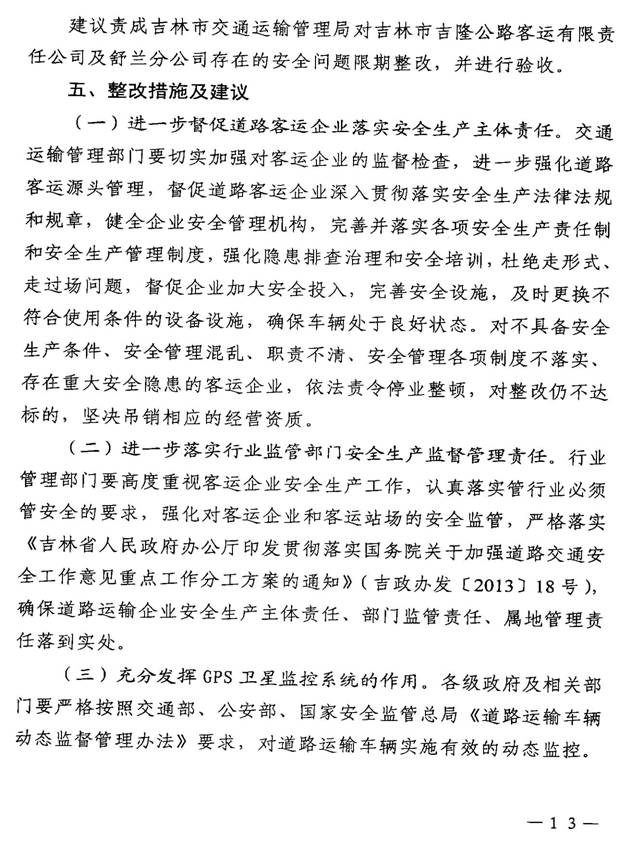 建议责成吉林市交通运输管理局对吉林市吉隆公路客运有限责
任公司及舒兰分公司存在的安全问题限期整改，并进行验收。
五、整改措施及建议
（一）进一步督促道路客运企业落实安全生产主体责任。交通
运输管理部门要切实加强对客运企业的监督检查，进一步强化道路
客运源头管理，督促道路客运企业深入贯彻落实安全生产法律法规
和规章，健全企业安全管理机构，完善并落实各项安全生产责任制
和安全生产管理制度，强化隐患排查治理和安全培训，杜绝走形式、
走过场问题，督促企业加大安全投入，完善安全设施，及时更换不
符合使用条件的设备设施，确保车辆处于良好状态。对不具备安全
生产条件、安全管理混乱、职责不清、安全管理各项制度不落实、
存在重大安全隐患的客运企业，依法责令停业整顿，对整改仍不达
标的，坚决吊销相应的经营资质。
（二）进一步落实行业监管部门安全生产监督管理责任。行业
管理部门要高度重视客运企业安全生产工作，认真落实管行业必须
管安全的要求，强化对客运企业和客运站场的安全监管，严格落实
《吉林省人民政府办公厅印发贯彻落实国务院关于加强道路交通安
全工作意见重点工作分工方案的通知》（吉政办发〔2013〕18号），
确保道路运输企业安全生产主体责任、部门监管责任、属地管理责
任落到实处。
（三）充分发挥 GPS 卫星监控系统的作用。各级政府及相关部
门要严格按照交通部、公安部、国家安全监管总局《道路运输车辆
动态监督管理办法》要求，对道路运输车辆实施有效的动态监控。
—13—